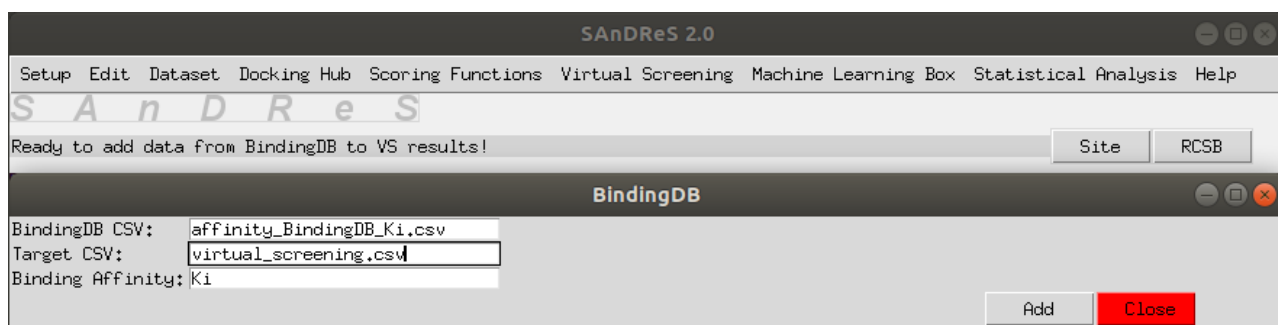 SAnDReS 2.0
Setup Edit Dataset Docking Hub Scoring Functions Virtual Screening Machine Learning Box Statistical Analysis Help
S A n D R e S
Ready to add data from BindingDB to VS results!
Site RCSB
BindingDB
BindingDB CSV: affinity_BindingDB_Ki.csv
Target CSV: virtual_screening.csv
Binding Affinity: Ki
Add Close